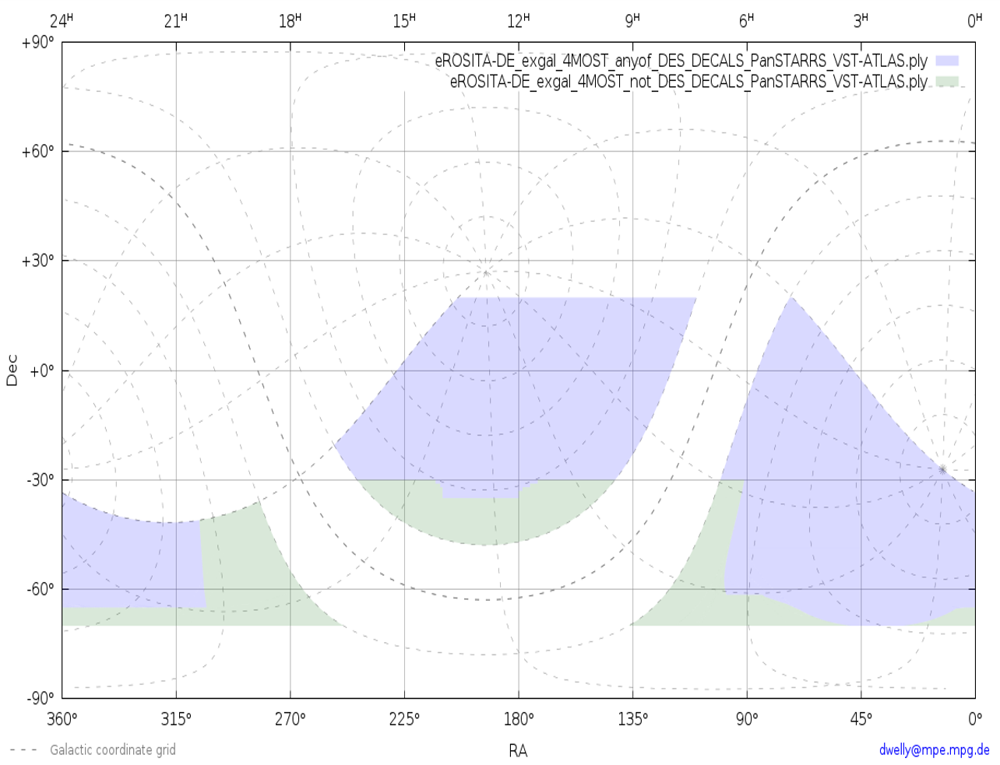 24H 21H 18H 15H 12H 9H 6H 3H 0H
+90°
eROSITA-DE_exgal_4MOST_anyof_DES_DECALS_PanSTARRS_VST-ATLAS.ply
eROSITA-DE_exgal_4MOST_not_DES_DECALS_PanSTARRS_VST-ATLAS.ply
+60°
+30°
+0°
Dec
-30°
-60°
-90°
360° 315° 270° 225° 180° 135° 90° 45° 0°
Galactic coordinate grid
RA
dwelly@mpe.mpg.de